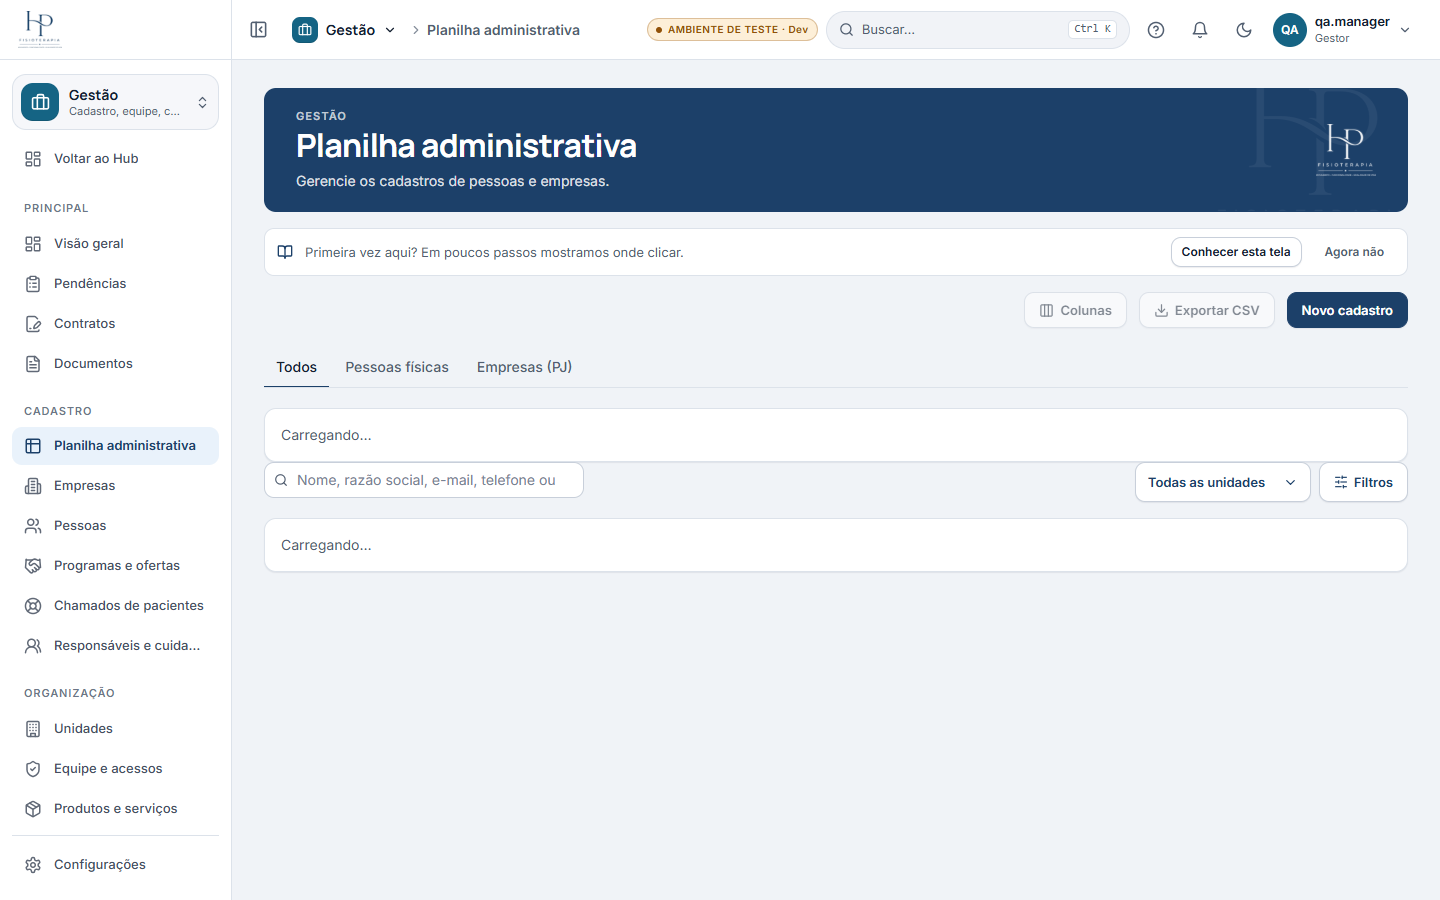 HP
FISIOTERAPIA
Gestão
Planilha administrativa
AMBIENTE DE TESTE · Dev
Buscar...
Ctrl K
QA
qa.manager
Gestor
Gestão
Cadastro, equipe, c...
Voltar ao Hub
PRINCIPAL
Visão geral
Pendências
Contratos
Documentos
CADASTRO
Planilha administrativa
Empresas
Pessoas
Programas e ofertas
Chamados de pacientes
Responsáveis e cuida...
ORGANIZAÇÃO
Unidades
Equipe e acessos
Produtos e serviços
Configurações
GESTÃO
Planilha administrativa
Gerencie os cadastros de pessoas e empresas.
HP
FISIOTERAPIA
Primeira vez aqui? Em poucos passos mostramos onde clicar.
Conhecer esta tela
Agora não
Colunas
Exportar CSV
Novo cadastro
Todos
Pessoas físicas
Empresas (PJ)
Carregando...
Nome, razão social, e-mail, telefone ou
Todas as unidades
Filtros
Carregando...